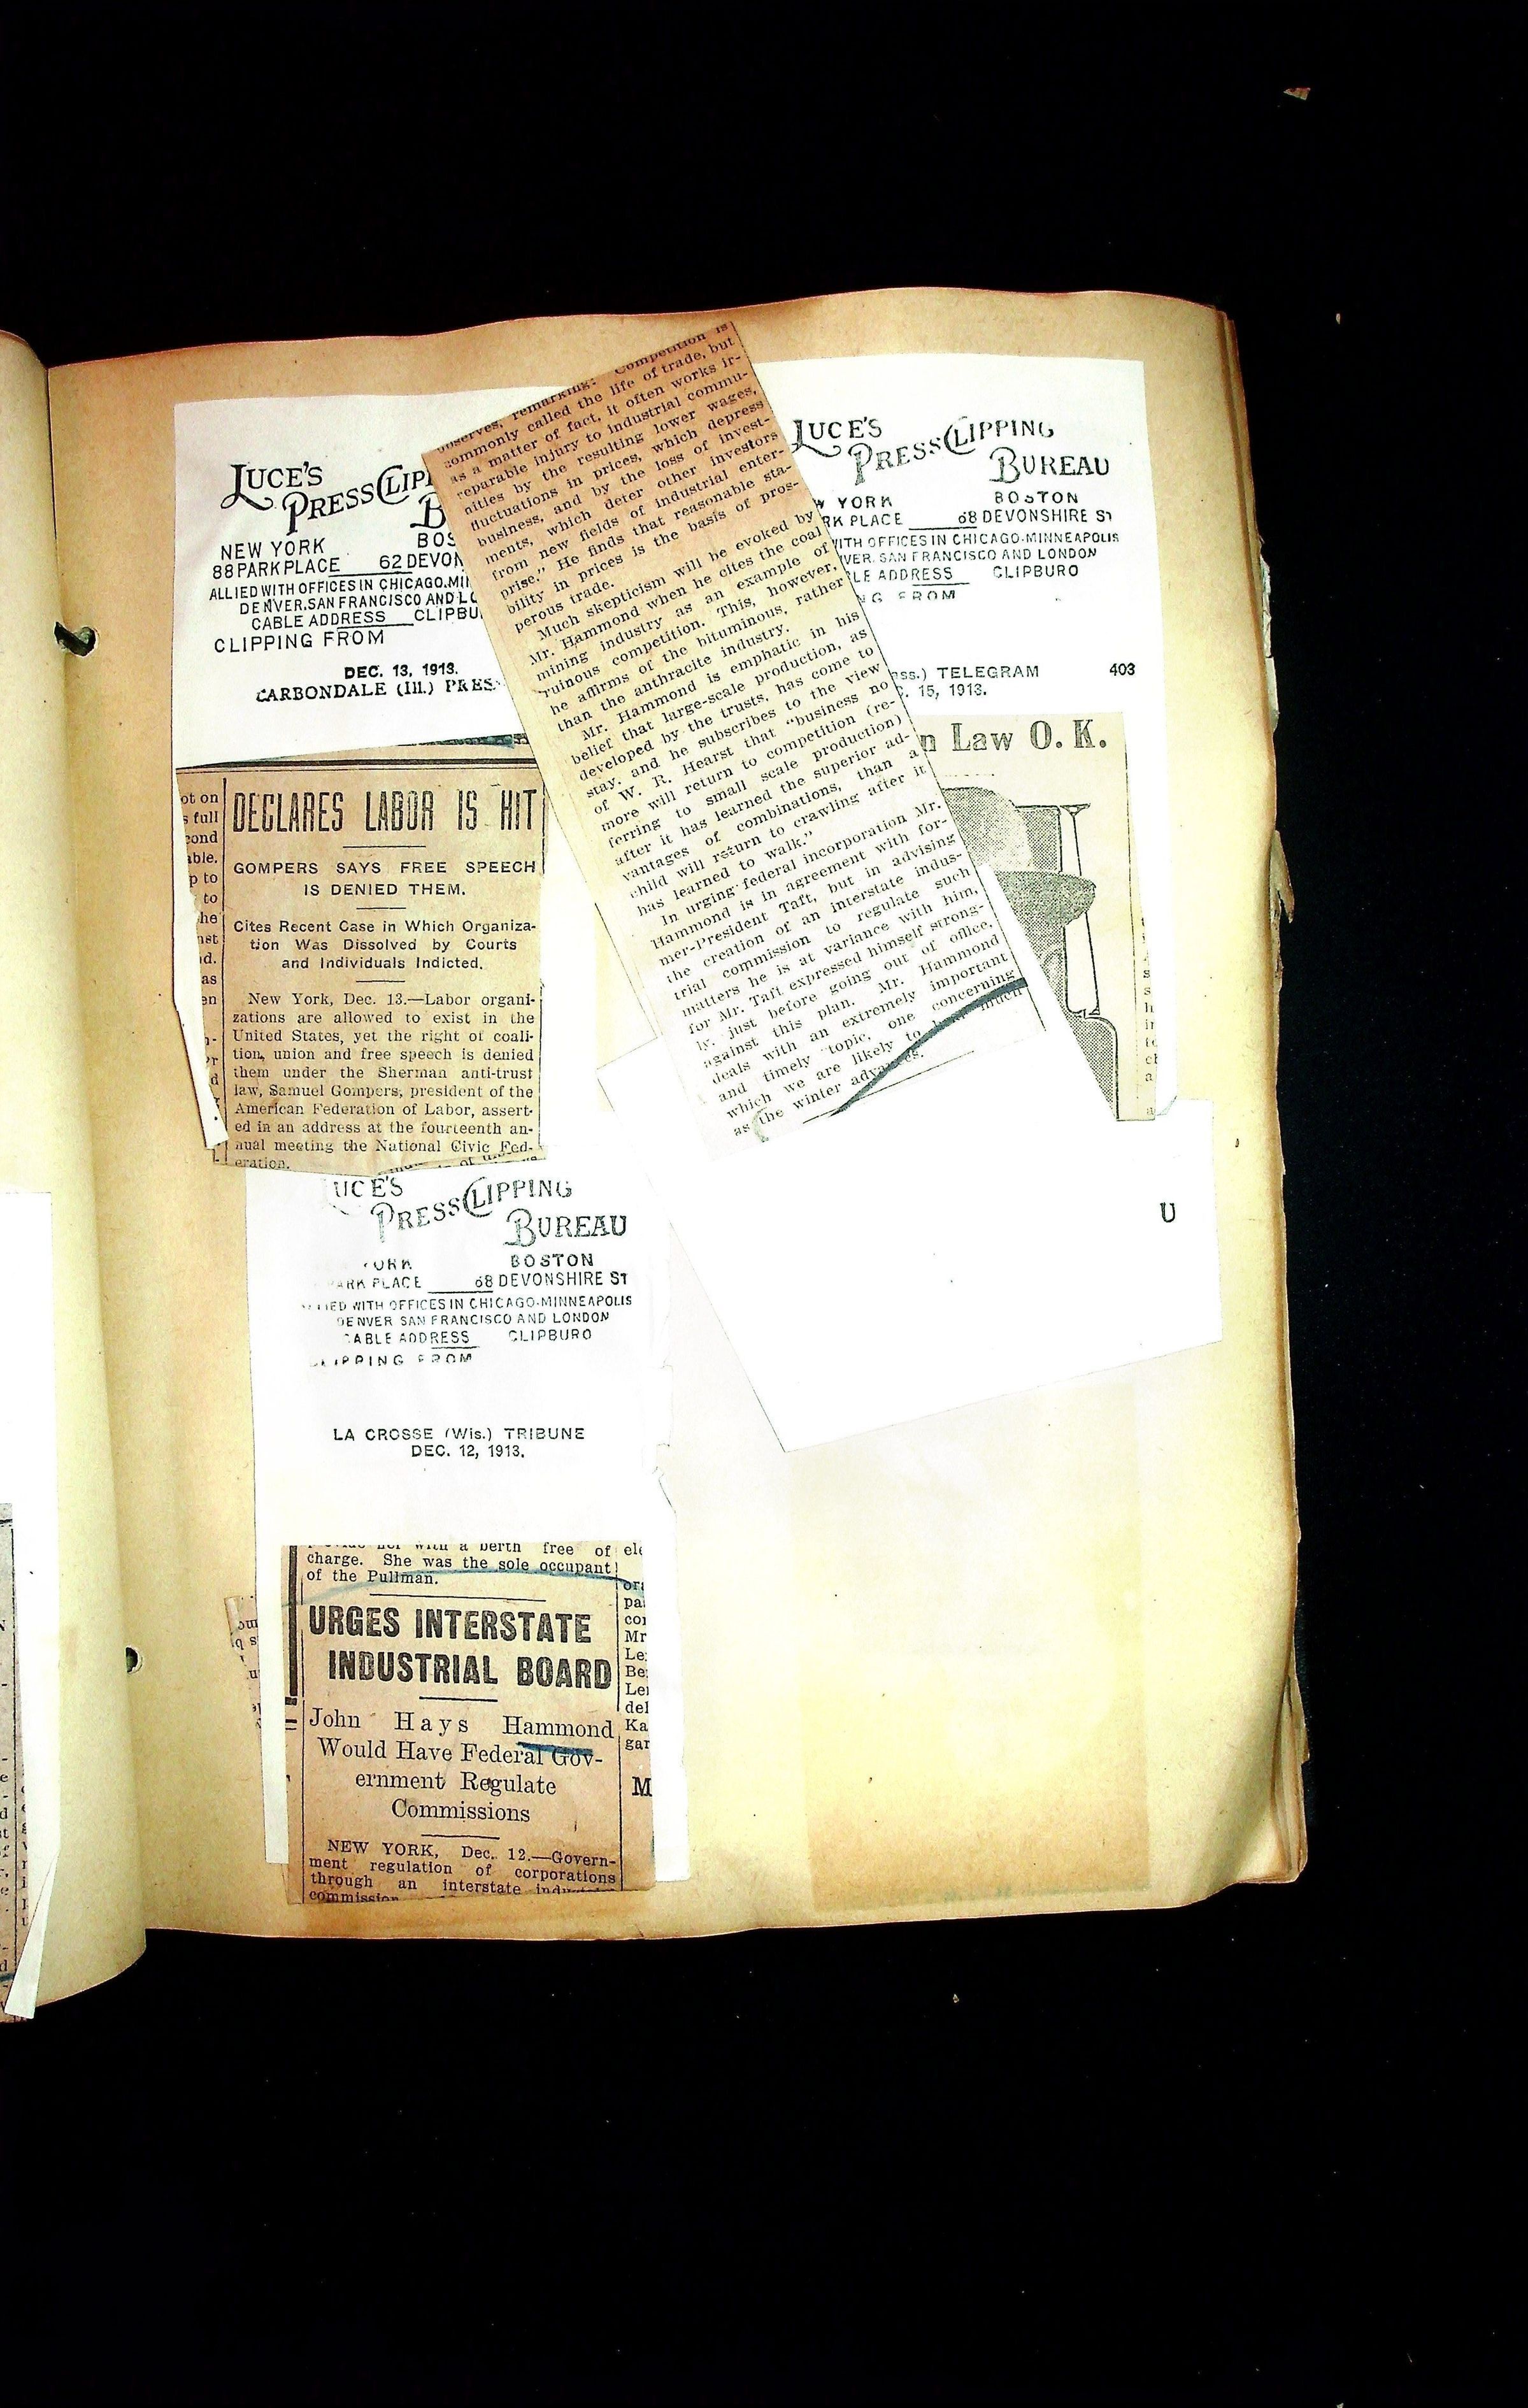 LUCE'S
PRESS CLIP
NEW YORK BOS
88 PARK PLACE 62 DEVON
ALLIED WITH OFFICES IN CHICAGO. MI
DENVER. SAN FRANCISCO AND LO
CABLE ADDRESS CLIPBU
CLIPPING FROM
DEC. 13, 1913.
CARBONDALE (Ill.) PRES
DECLARES LABOR IS HIT
GOMPERS SAYS FREE SPEECH
IS DENIED THEM.
Cites Recent Case in Which Organiza-
tion Was Dissolved by Courts
and Individuals Indicted.
New York, Dec. 13.—Labor organi-
zations are allowed to exist in the
United States, yet the right of coali-
tion, union and free speech is denied
them under the Sherman anti-trust
law, Samuel Gompers, president of the
American Federation of Labor, assert-
ed in an address at the fourteenth an-
nual meeting the National Civic Fed-
eration.
observes, remarking: "Competition is
commonly called the life of trade, but
as a matter of fact, it often works ir-
reparable injury to industrial commu-
nities by the resulting lower wages,
fluctuations in prices, which depress
business, and by the loss of invest-
ments, which deter other investors
from new fields of industrial enter-
prise." He finds that reasonable sta-
bility in prices is the basis of pros-
perous trade.
Much skepticism will be evoked by
Mr. Hammond when he cites the coal
mining industry as an example of
ruinous competition. This, however,
he affirms of the bituminous, rather
than the anthracite industry.
Mr. Hammond is emphatic in his
belief that large-scale production, as
developed by the trusts, has come to
stay, and he subscribes to the view
of W. R. Hearst that "business no
more will return to competition (re-
ferring to small scale production)
after it has learned the superior ad-
vantages of combinations, than a
child will return to crawling after it
has learned to walk."
In urging federal incorporation Mr.
Hammond is in agreement with for-
mer-President Taft, but in advising
the creation of an interstate indus-
trial commission to regulate such
matters he is at variance with him,
for Mr. Taft expressed himself strong-
ly, just before going out of office,
against this plan. Mr. Hammond
deals with an extremely important
and timely topic, one concerning
which we are likely to hear much
as the winter advances.
LUCE'S
PRESS CLIPPING
BUREAU
W YORK BOSTON
RK PLACE 68 DEVONSHIRE ST
WITH OFFICES IN CHICAGO-MINNEAPOLIS
VER. SAN FRANCISCO AND LONDON
LE ADDRESS CLIPBURO
NG FROM
ss.) TELEGRAM 403
C. 15, 1913.
n Law O. K.
U
UCE'S
PRESS CLIPPING
BUREAU
YORK BOSTON
PARK PLACE 68 DEVONSHIRE ST
ALLIED WITH OFFICES IN CHICAGO-MINNEAPOLIS
DENVER SAN FRANCISCO AND LONDON
CABLE ADDRESS CLIPBURO
CLIPPING FROM
LA CROSSE (Wis.) TRIBUNE
DEC. 12, 1913.
with a berth free of
charge. She was the sole occupant
of the Pullman.
URGES INTERSTATE
INDUSTRIAL BOARD
John Hays Hammond
Would Have Federal Gov-
ernment Regulate
Commissions
NEW YORK, Dec. 12.—Govern-
ment regulation of corporations
through an interstate industrial
commission